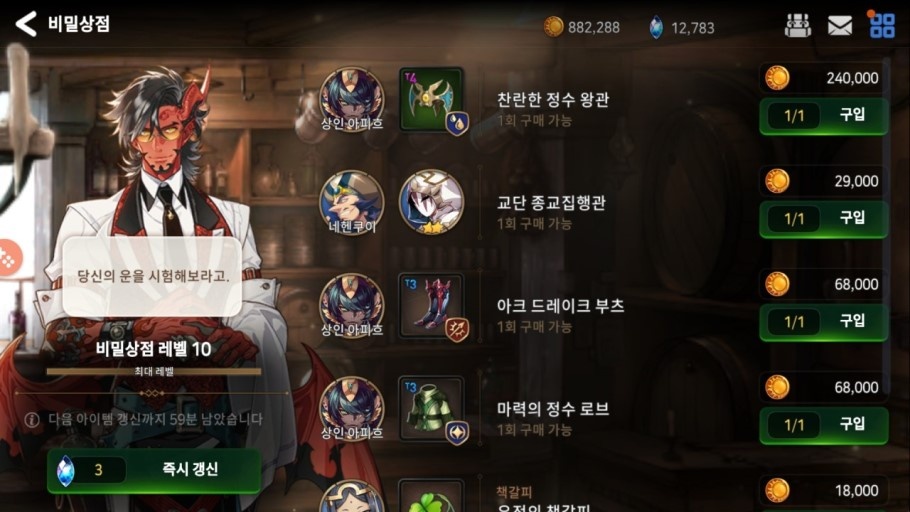 비밀상점
882,288
12,783
T4
상인 아피흐
찬란한 정수 왕관
1회 구매 가능
240,000
1/1
구입
네헨쿠이
교단 종교집행관
1회 구매 가능
29,000
1/1
구입
당신의 운을 시험해보라고.
T3
상인 아피흐
아크 드레이크 부츠
1회 구매 가능
68,000
1/1
구입
비밀상점 레벨 10
최대 레벨
다음 아이템 갱신까지 59분 남았습니다
3
즉시 갱신
T3
상인 아피흐
마력의 정수 로브
1회 구매 가능
68,000
1/1
구입
책갈피
18,000